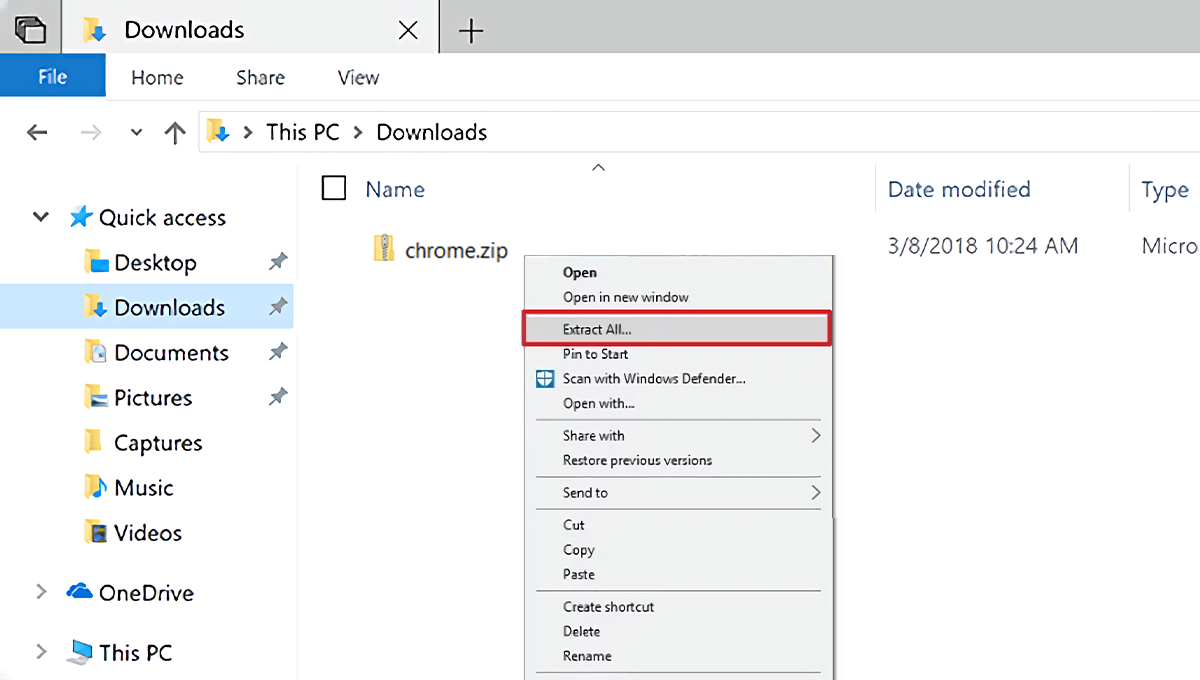 Downloads
File Home Share View
This PC > Downloads
Name Date modified Type
Quick access
chrome.zip 3/8/2018 10:24 AM Micro
Desktop
Downloads
Documents
Pictures
Captures
Music
Videos
OneDrive
This PC
Open
Open in new window
Extract All...
Pin to Start
Scan with Windows Defender...
Open with...
Share with
Restore previous versions
Send to
Cut
Copy
Paste
Create shortcut
Delete
Rename